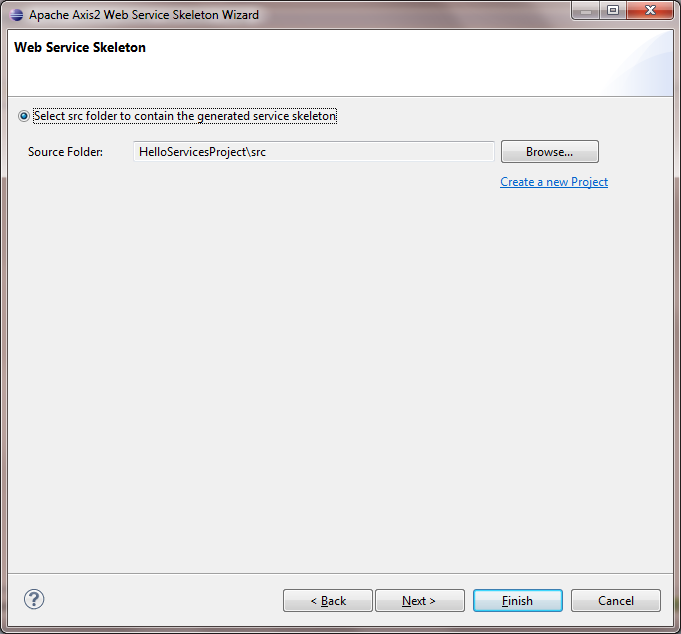 Apache Axis2 Web Service Skeleton Wizard
Web Service Skeleton
Select src folder to contain the generated service skeleton
Source Folder: HelloServicesProject\src Browse...
Create a new Project
? < Back Next > Finish Cancel